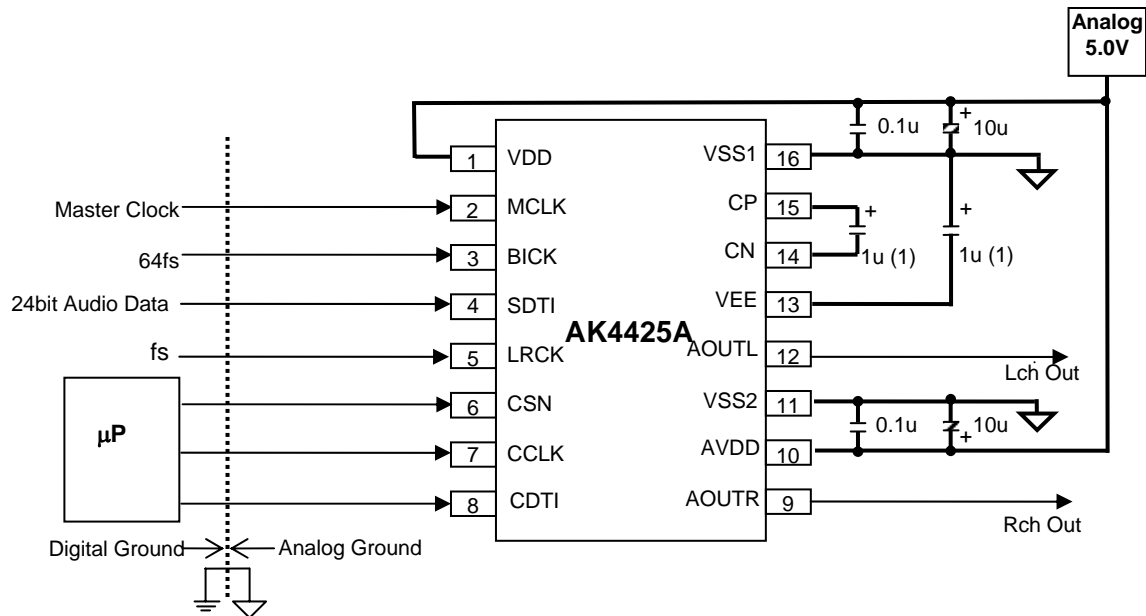 Analog
5.0V
+
0.1u
10u
1
VDD
VSS1
16
Master Clock
2
MCLK
CP
15
+
+
64fs
3
BICK
CN
14
1u (1)
1u (1)
24bit Audio Data
4
SDTI
VEE
13
AK4425A
fs
5
LRCK
AOUTL
12
Lch Out
μP
6
CSN
VSS2
11
0.1u
10u
+
7
CCLK
AVDD
10
8
CDTI
AOUTR
9
Rch Out
Digital Ground
Analog Ground